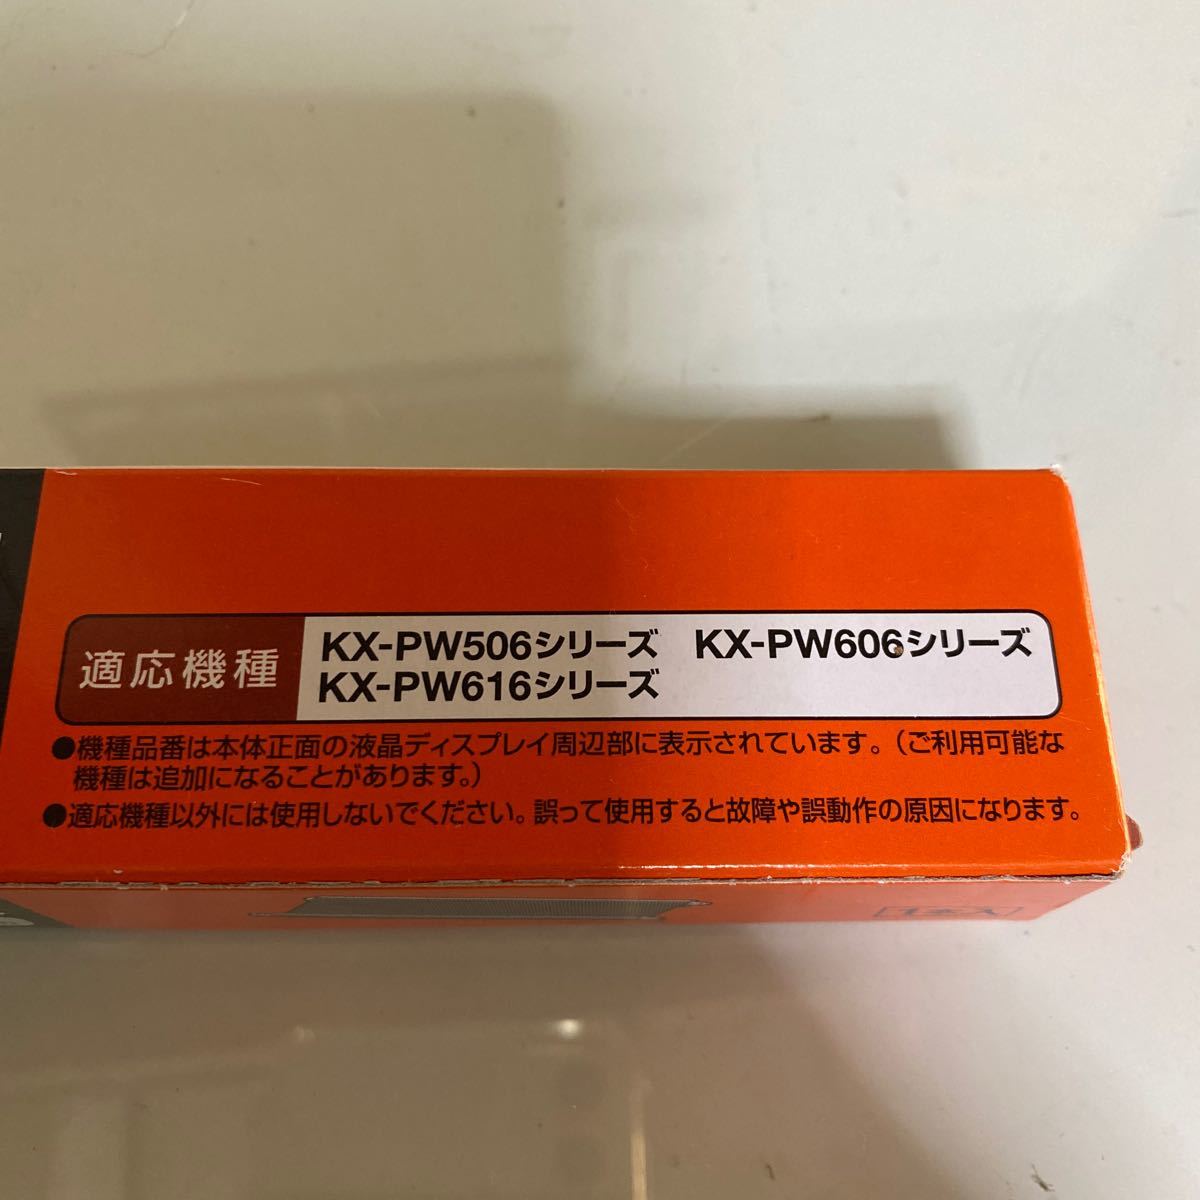 適応機種
KX-PW506シリーズ KX-PW606シリーズ
KX-PW616シリーズ
●機種品番は本体正面の液晶ディスプレイ周辺部に表示されています。（ご利用可能な
機種は追加になることがあります。）
●適応機種以外には使用しないでください。誤って使用すると故障や誤動作の原因になります。
1本入